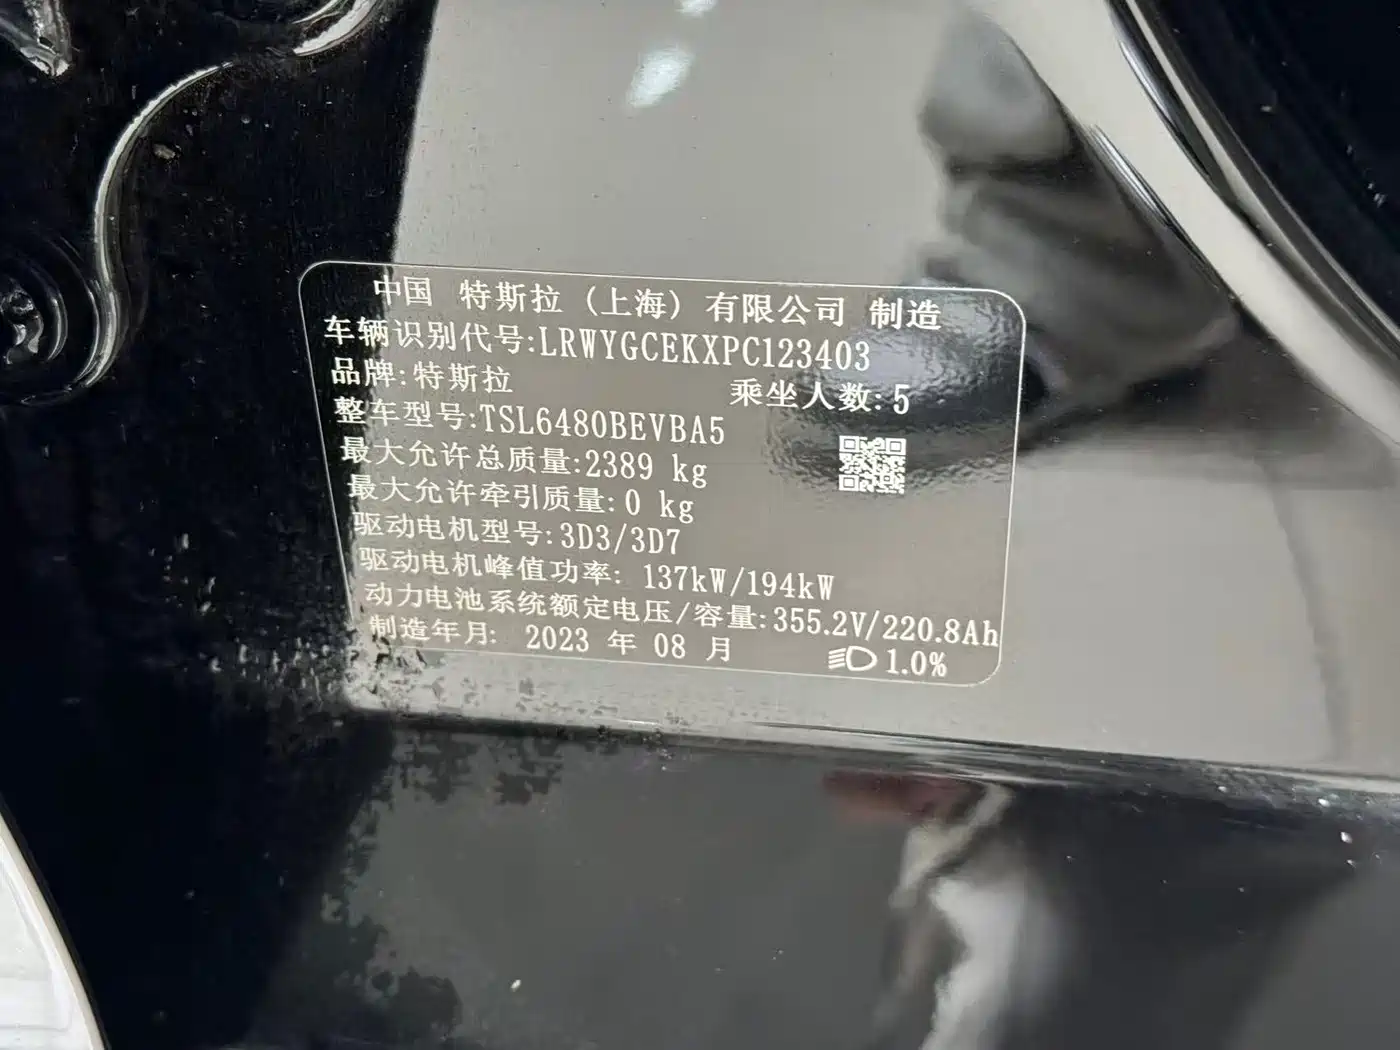 中国 特斯拉（上海）有限公司 制造
车辆识别代号:LRWYGCEKXPC123403
品牌:特斯拉 乘坐人数:5
整车型号:TSL6480BEVBA5
最大允许总质量:2389 kg
最大允许牵引质量:0 kg
驱动电机型号:3D3/3D7
驱动电机峰值功率: 137kW/194kW
动力电池系统额定电压/容量:355.2V/220.8Ah
制造年月: 2023 年 08 月 1.0%